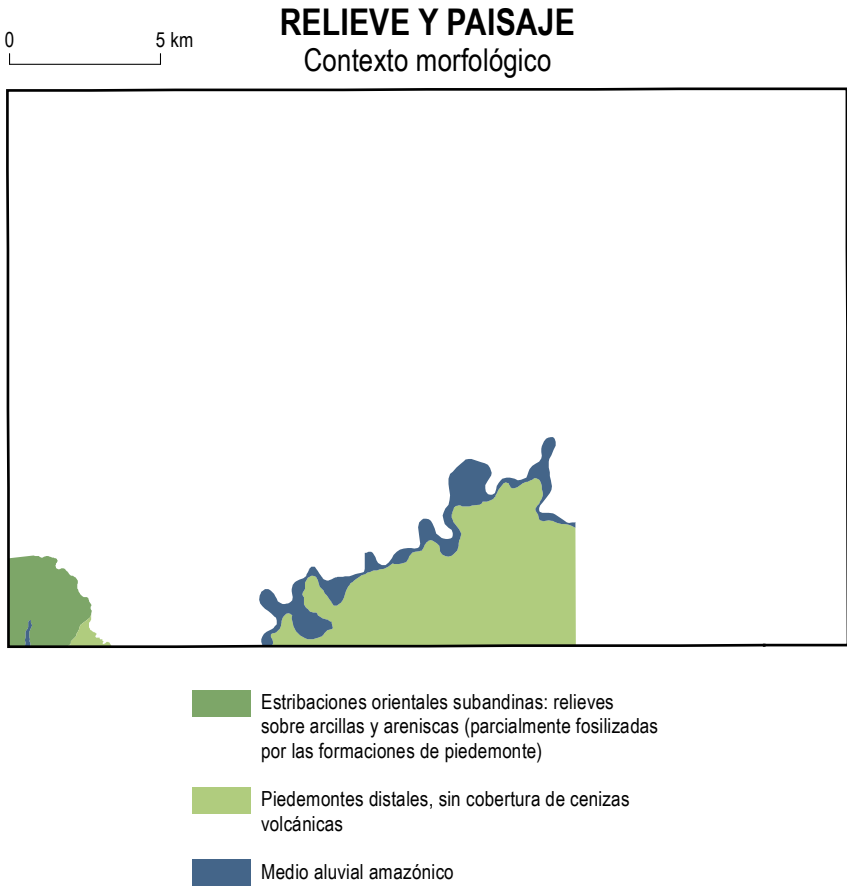 RELIEVE Y PAISAJE
Contexto morfológico
0 5 km
Estribaciones orientales subandinas: relieves
sobre arcillas y areniscas (parcialmente fosilizadas
por las formaciones de piedemonte)
Piedemontes distales, sin cobertura de cenizas
volcánicas
Medio aluvial amazónico